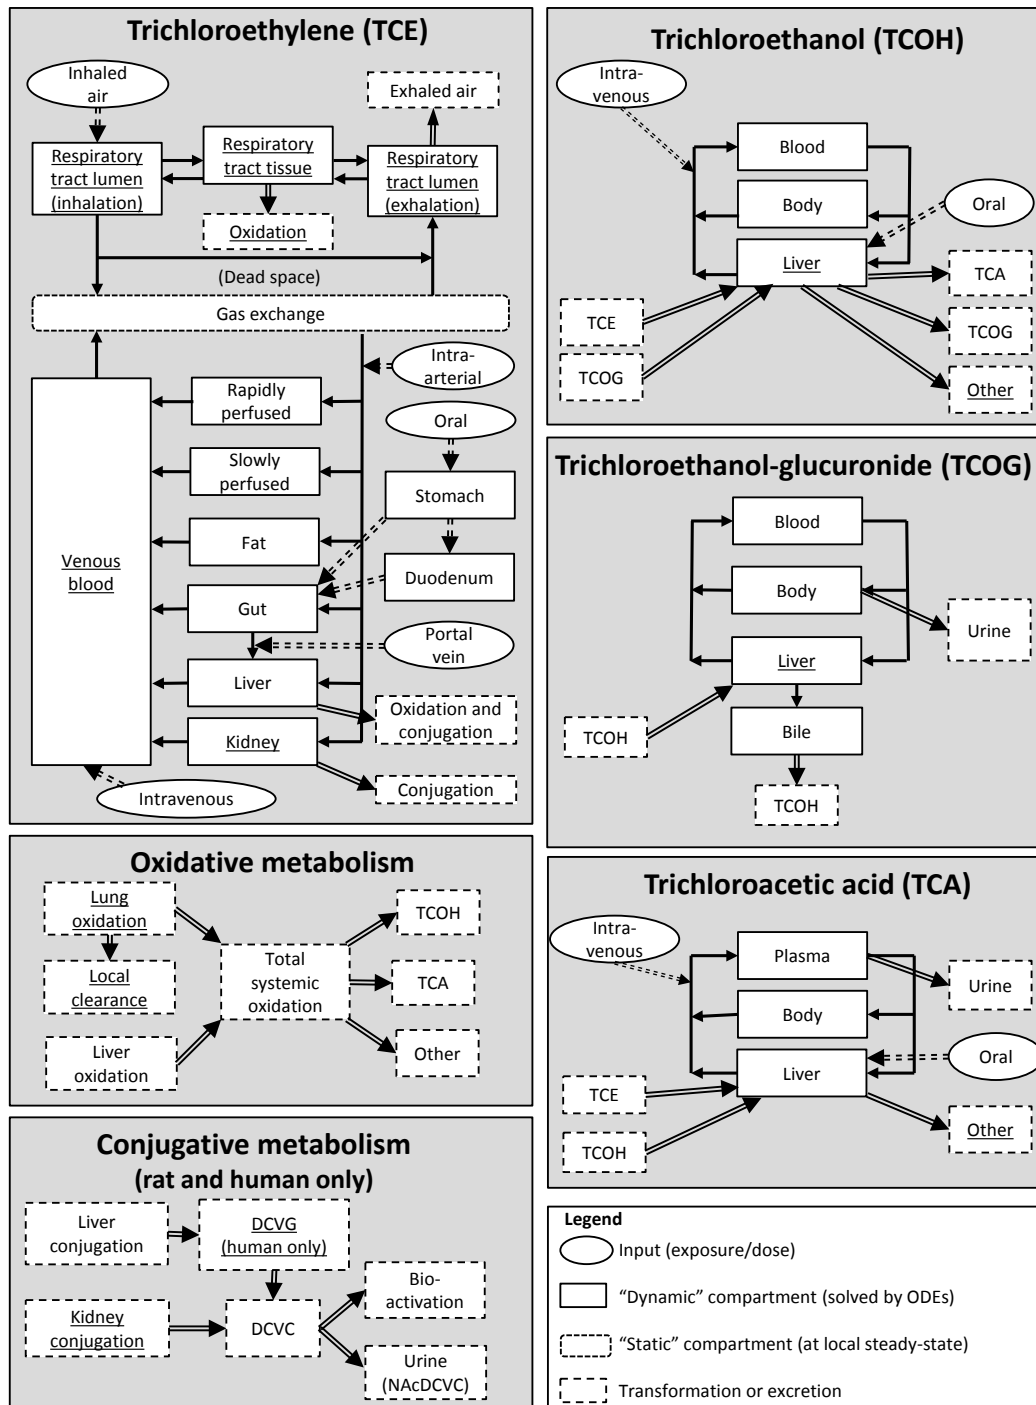 Trichloroethylene (TCE)
Inhaled
air
Exhaled air
Respiratory
tract lumen
(inhalation)
Respiratory
tract tissue
Respiratory
tract lumen
(exhalation)
Oxidation
(Dead space)
Gas exchange
Venous
blood
Rapidly
perfused
Intra-
arterial
Oral
Slowly
perfused
Stomach
Fat
Duodenum
Gut
Portal
vein
Liver
Oxidation and
conjugation
Kidney
Conjugation
Intravenous
Oxidative metabolism
Lung
oxidation
Local
clearance
Liver
oxidation
Total
systemic
oxidation
TCOH
TCA
Other
Conjugative metabolism
(rat and human only)
Liver
conjugation
DCVG
(human only)
Kidney
conjugation
DCVC
Bio-
activation
Urine
(NAcDCVC)
Trichloroethanol (TCOH)
Intra-
venous
Blood
Body
Oral
Liver
TCA
TCE
TCOG
TCOG
Other
Trichloroethanol-glucuronide (TCOG)
Blood
Body
Urine
Liver
TCOH
Bile
TCOH
Trichloroacetic acid (TCA)
Intra-
venous
Plasma
Urine
Body
Oral
Liver
TCE
TCOH
Other
Legend
Input (exposure/dose)
“Dynamic” compartment (solved by ODEs)
“Static” compartment (at local steady-state)
Transformation or excretion